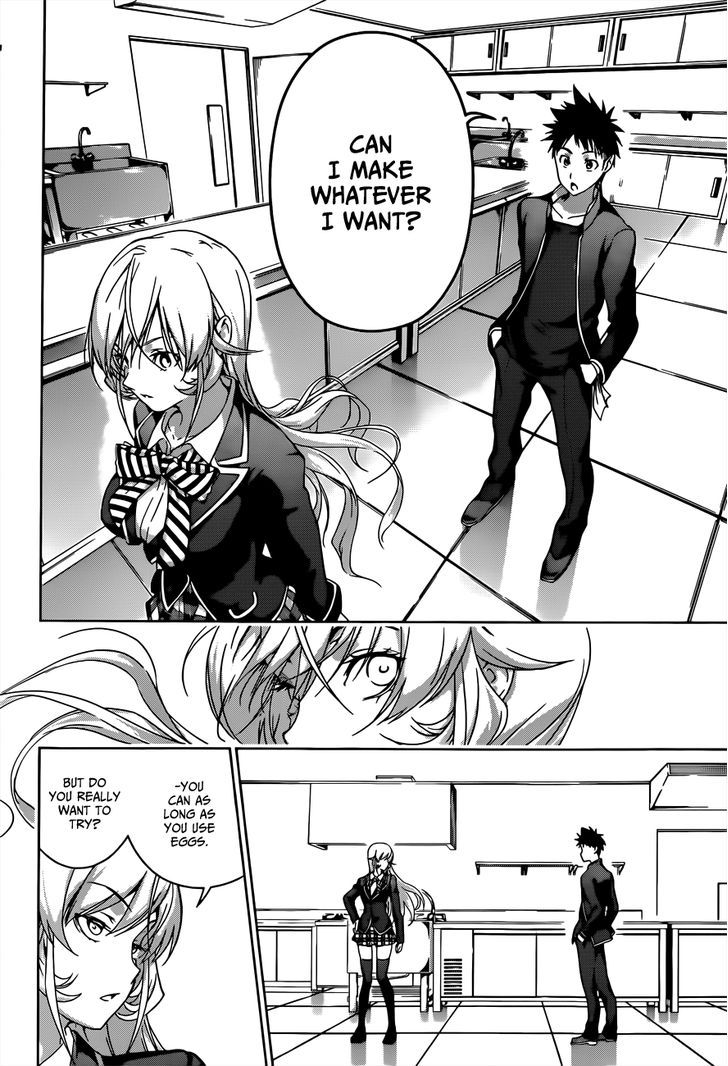 CAN
I MAKE
WHATEVER
I WANT?
-YOU
CAN AS
LONG AS
YOU USE
EGGS.
BUT DO
YOU REALLY
WANT TO
TRY?